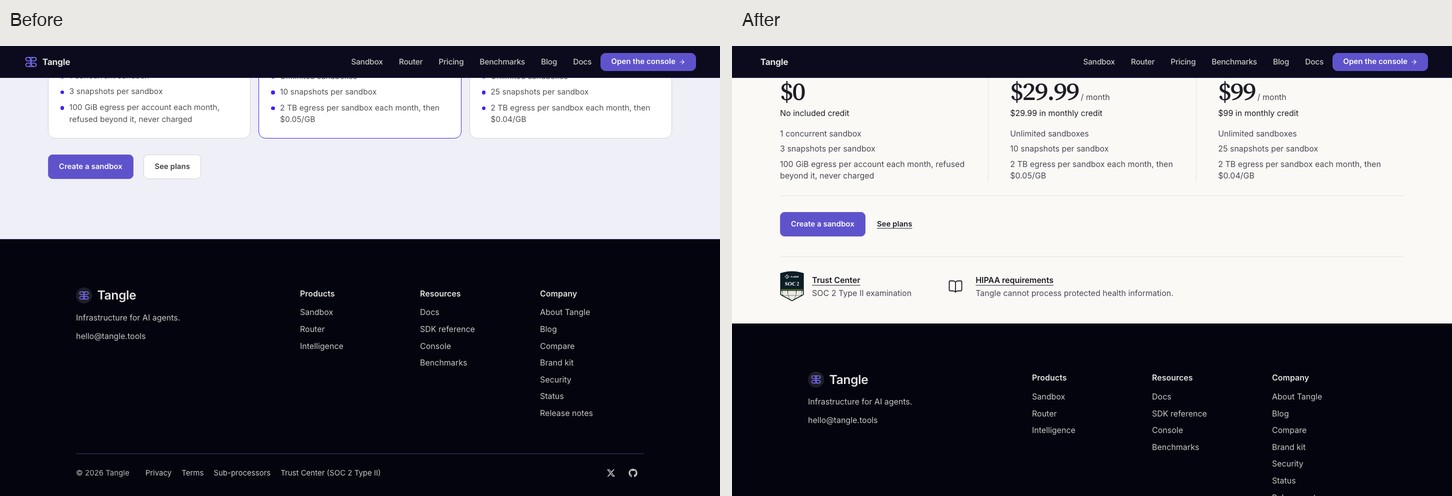 Before
Tangle
Sandbox Router Pricing Benchmarks Blog Docs Open the console →
3 snapshots per sandbox
100 GiB egress per account each month,
refused beyond it, never charged
10 snapshots per sandbox
2 TB egress per sandbox each month, then
$0.05/GB
25 snapshots per sandbox
2 TB egress per sandbox each month, then
$0.04/GB
Create a sandbox
See plans
Tangle
Infrastructure for AI agents.
hello@tangle.tools
Products
Sandbox
Router
Intelligence
Resources
Docs
SDK reference
Console
Benchmarks
Company
About Tangle
Blog
Compare
Brand kit
Security
Status
Release notes
© 2026 Tangle Privacy Terms Sub-processors Trust Center (SOC 2 Type II)
After
Tangle
Sandbox Router Pricing Benchmarks Blog Docs Open the console →
$0
No included credit
1 concurrent sandbox
3 snapshots per sandbox
100 GiB egress per account each month, refused
beyond it, never charged
$29.99 / month
$29.99 in monthly credit
Unlimited sandboxes
10 snapshots per sandbox
2 TB egress per sandbox each month, then
$0.05/GB
$99 / month
$99 in monthly credit
Unlimited sandboxes
25 snapshots per sandbox
2 TB egress per sandbox each month, then
$0.04/GB
Create a sandbox
See plans
SOC 2
Trust Center
SOC 2 Type II examination
HIPAA requirements
Tangle cannot process protected health information.
Tangle
Infrastructure for AI agents.
hello@tangle.tools
Products
Sandbox
Router
Intelligence
Resources
Docs
SDK reference
Console
Benchmarks
Company
About Tangle
Blog
Compare
Brand kit
Security
Status